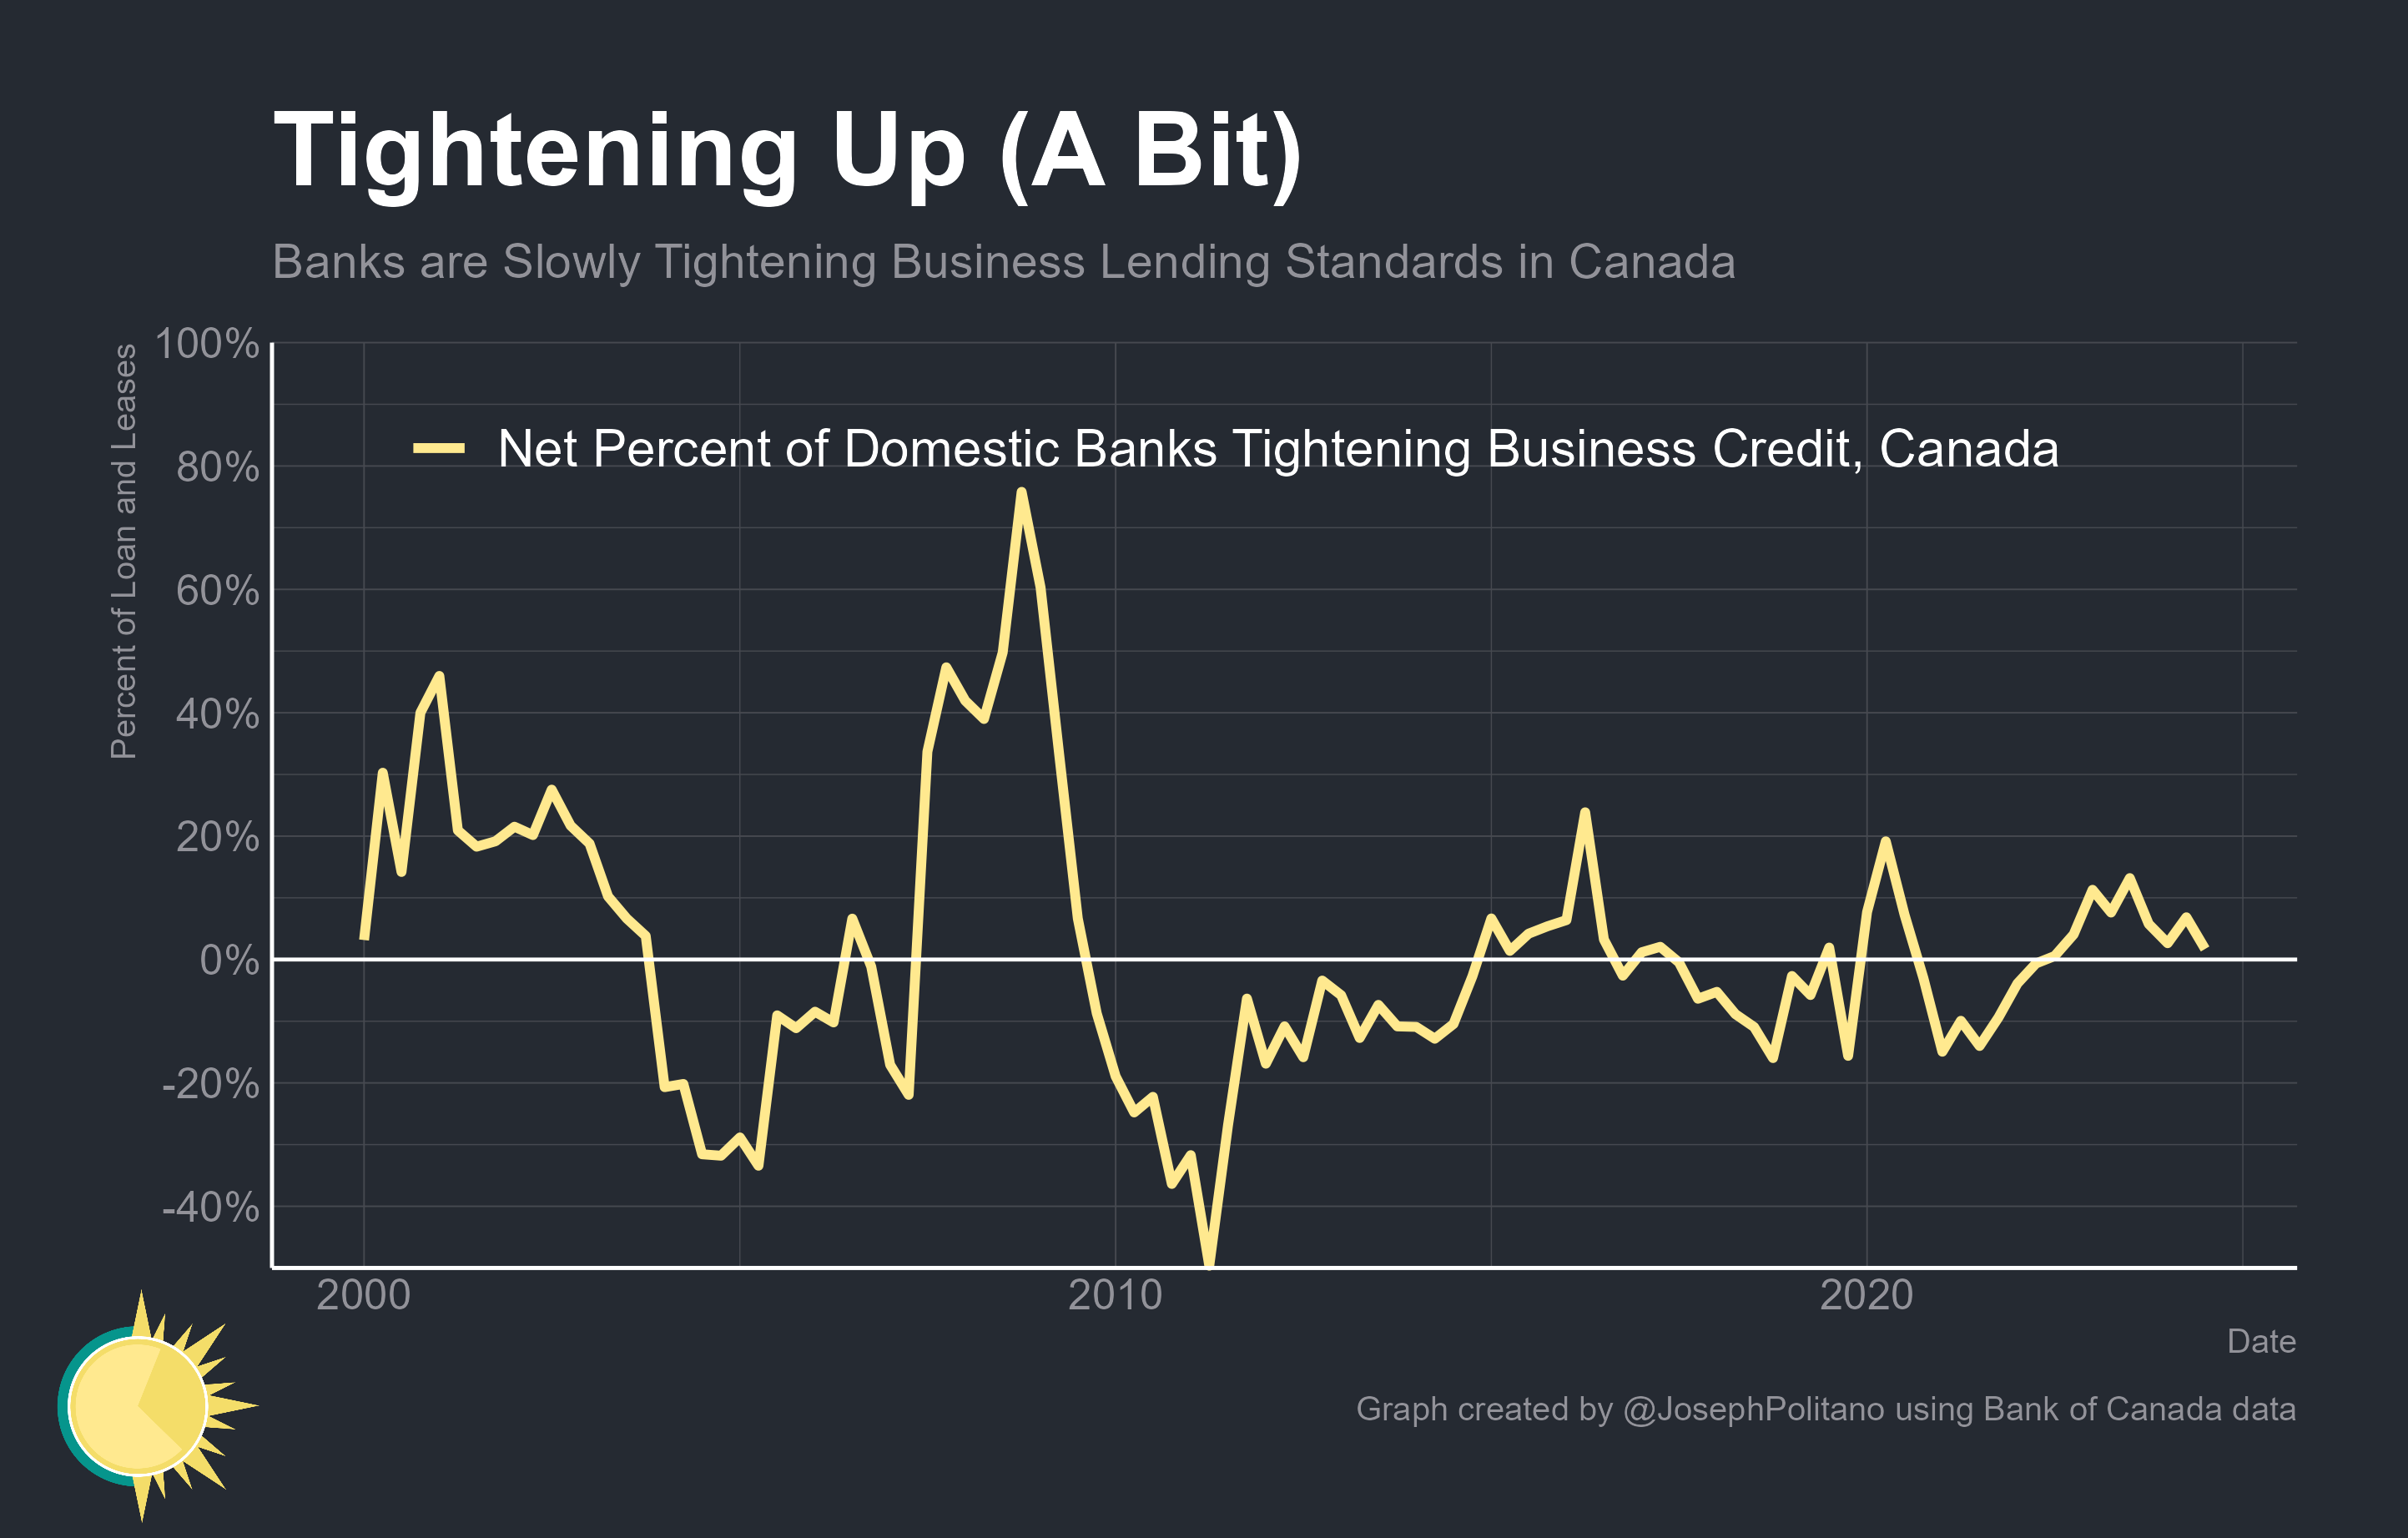 Tightening Up (A Bit)
Banks are Slowly Tightening Business Lending Standards in Canada
Percent of Loan and Leases
100%
80%
60%
40%
20%
0%
-20%
-40%
Net Percent of Domestic Banks Tightening Business Credit, Canada
2000
2010
2020
Date
Graph created by @JosephPolitano using Bank of Canada data